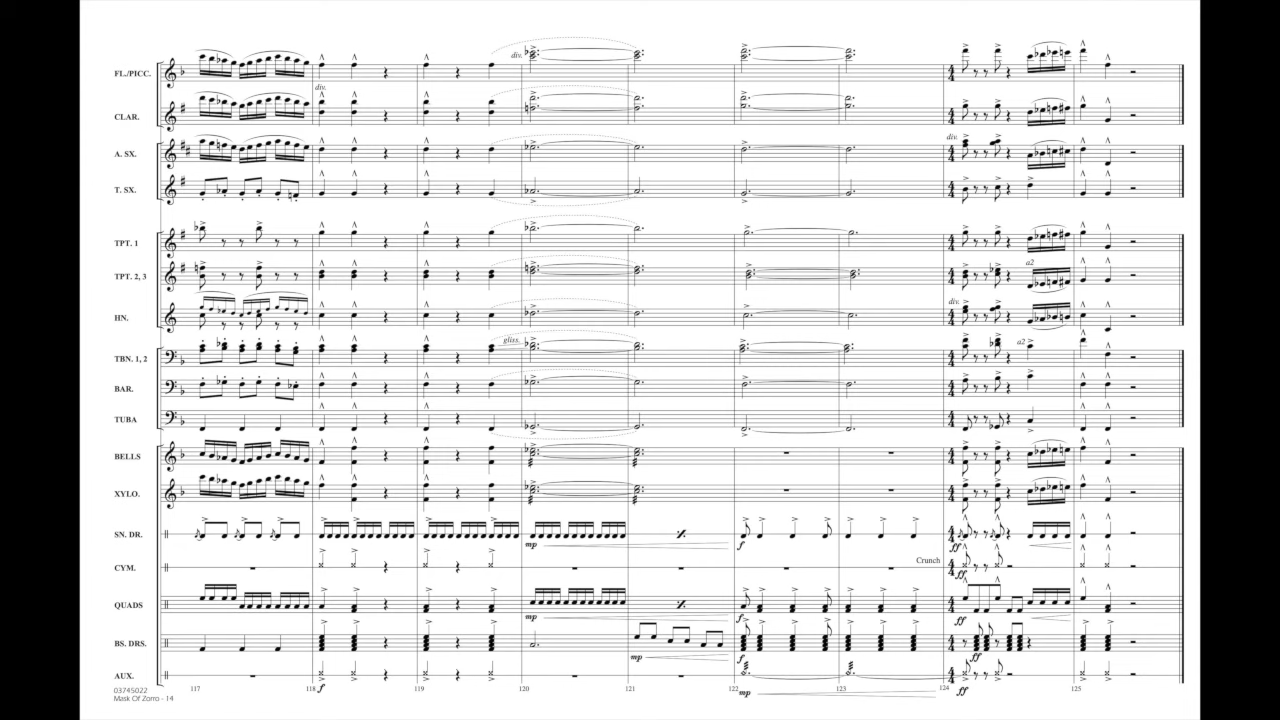 FL./PICC.
div.
div.
CLAR.
A. SX.
div.
T. SX.
TPT. 1
TPT. 2, 3
a2
HN.
div.
TBN. 1, 2
gliss.
a2
BAR.
TUBA
BELLS
XYLO.
SN. DR.
mp
f
ff
CYM.
Crunch
ff
QUADS
mp
f
ff
BS. DRS.
mp
f
ff
AUX.
f
mp
ff
117 118 119 120 121 122 123 124 125
03745022
Mask Of Zorro - 14